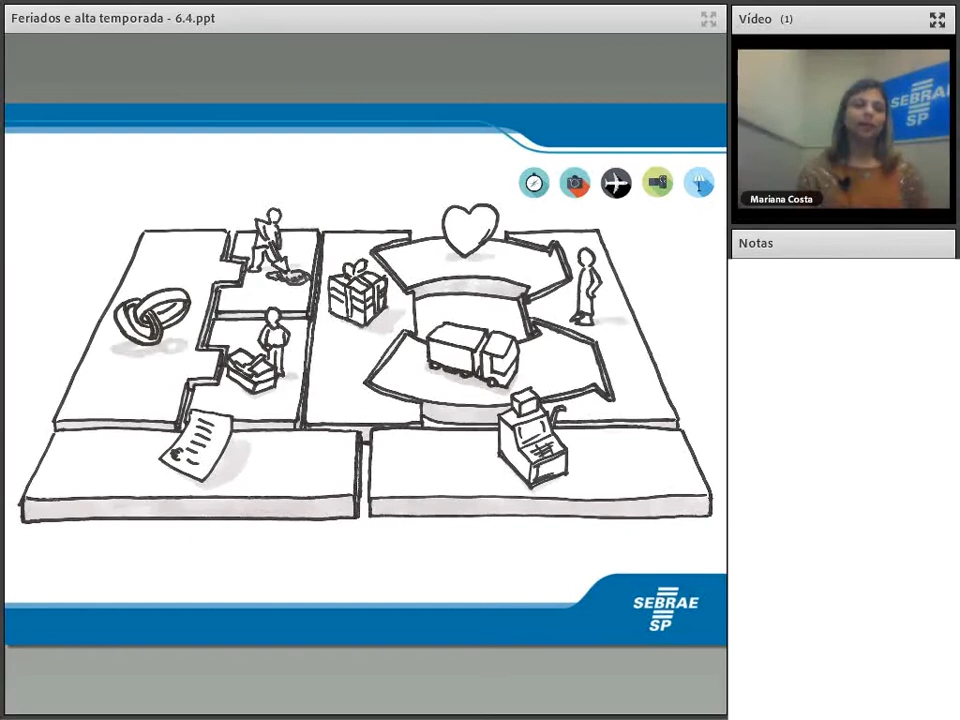 Feriados e alta temporada - 6.4.ppt
Vídeo (1)
SEBRAE
SP
Mariana Costa
Notas
SEBRAE
SP